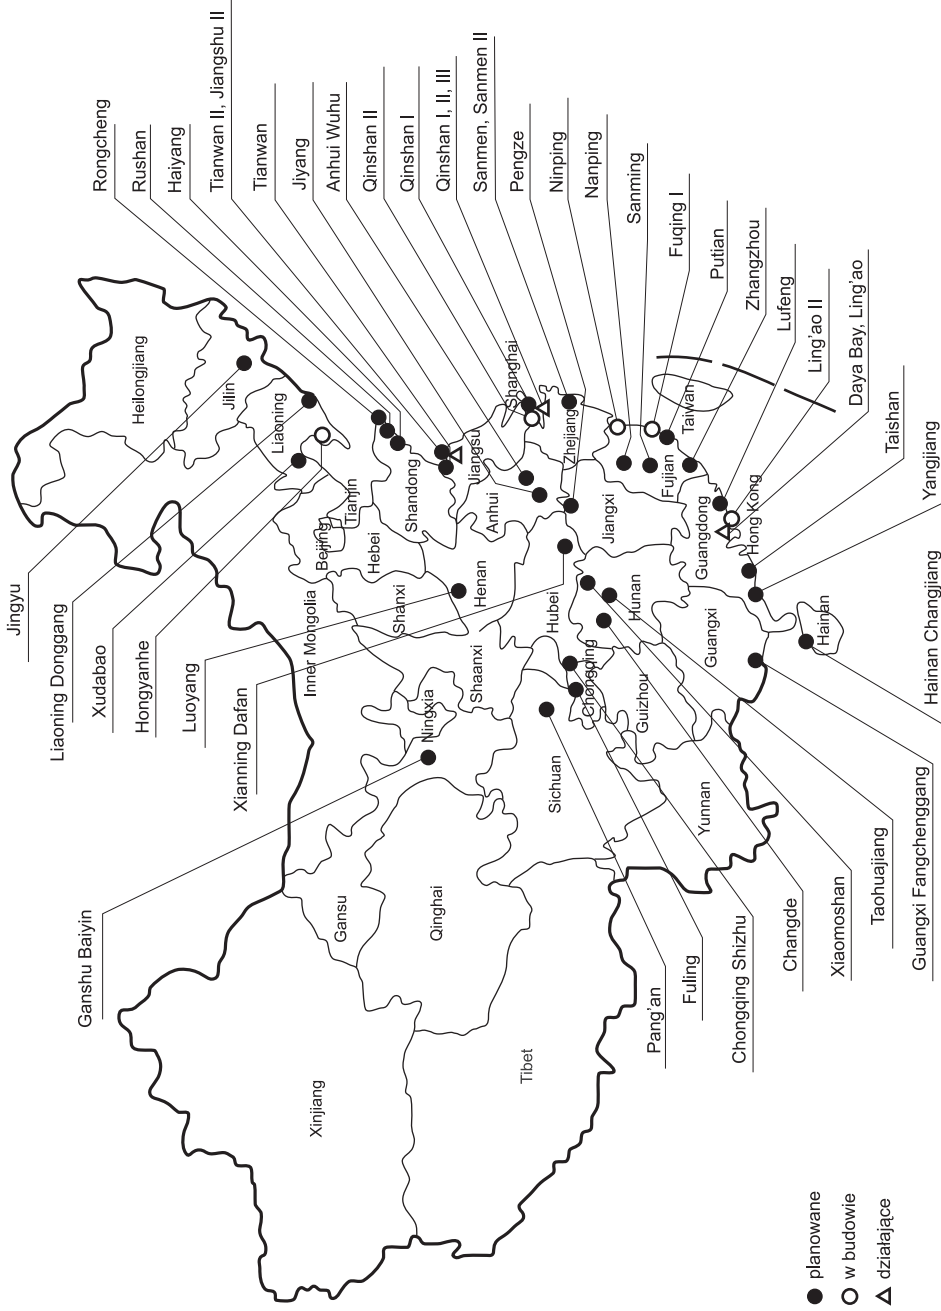 Rongcheng
Rushan
Haiyang
Tianwan II, Jiangshu II
Tianwan
Jiyang
Anhui Wuhu
Qinshan II
Qinshan I
Qinshan I, II, III
Sanmen, Sanmen II
Pengze
Ninping
Nanping
Sanming
Fuqing I
Putian
Zhangzhou
Lufeng
Ling'ao II
Daya Bay, Ling'ao
Taishan
Yangjiang
Hainan Changjiang
Jingyu
Liaoning Donggang
Xudabao
Hongyanhe
Luoyang
Xianning Dafan
Ganshu Baiyin
Pang'an
Fuling
Chongqing Shizhu
Changde
Xiaomoshan
Taohuajiang
Guangxi Fangchenggang
Heilongjiang
Jilin
Liaoning
Inner Mongolia
Beijing
Tianjin
Hebei
Shandong
Shanxi
Henan
Jiangsu
Shanghai
Anhui
Zhejiang
Shaanxi
Ningxia
Hubei
Chongqing
Jiangxi
Hunan
Fujian
Taiwan
Guangdong
Hong Kong
Guangxi
Hainan
Guizhou
Sichuan
Yunnan
Gansu
Qinghai
Xinjiang
Tibet
planowane
w budowie
działające